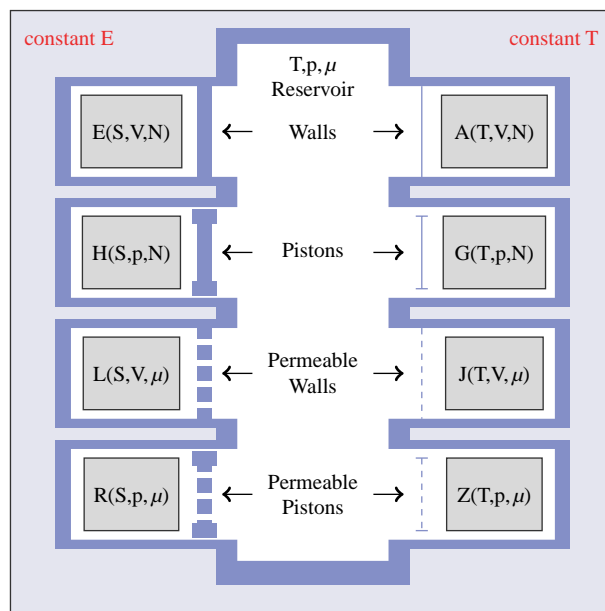 constant E
constant T
T,p,μ
Reservoir
E(S,V,N)
Walls
A(T,V,N)
H(S,p,N)
Pistons
G(T,p,N)
L(S,V,μ)
Permeable
Walls
J(T,V,μ)
R(S,p,μ)
Permeable
Pistons
Z(T,p,μ)